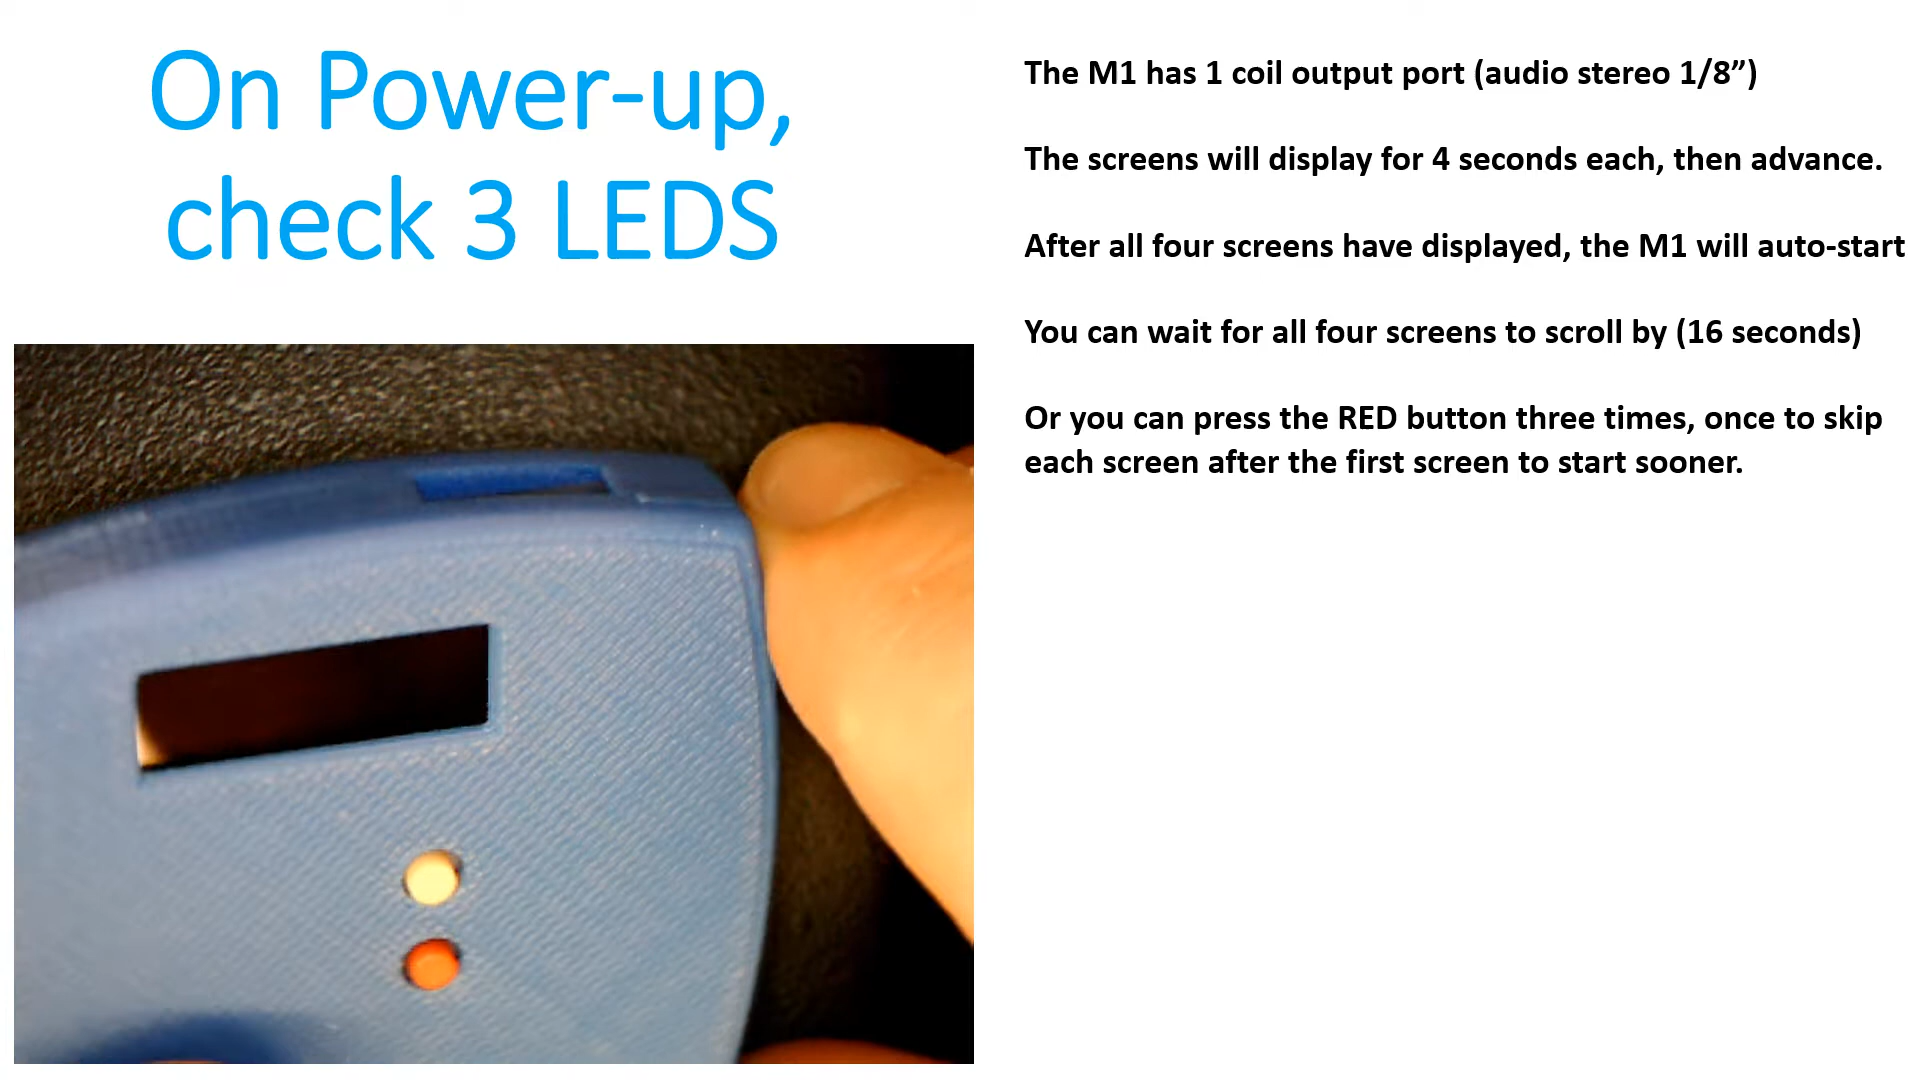 On Power-up,
check 3 LEDS
The M1 has 1 coil output port (audio stereo 1/8”)
The screens will display for 4 seconds each, then advance.
After all four screens have displayed, the M1 will auto-start
You can wait for all four screens to scroll by (16 seconds)
Or you can press the RED button three times, once to skip
each screen after the first screen to start sooner.